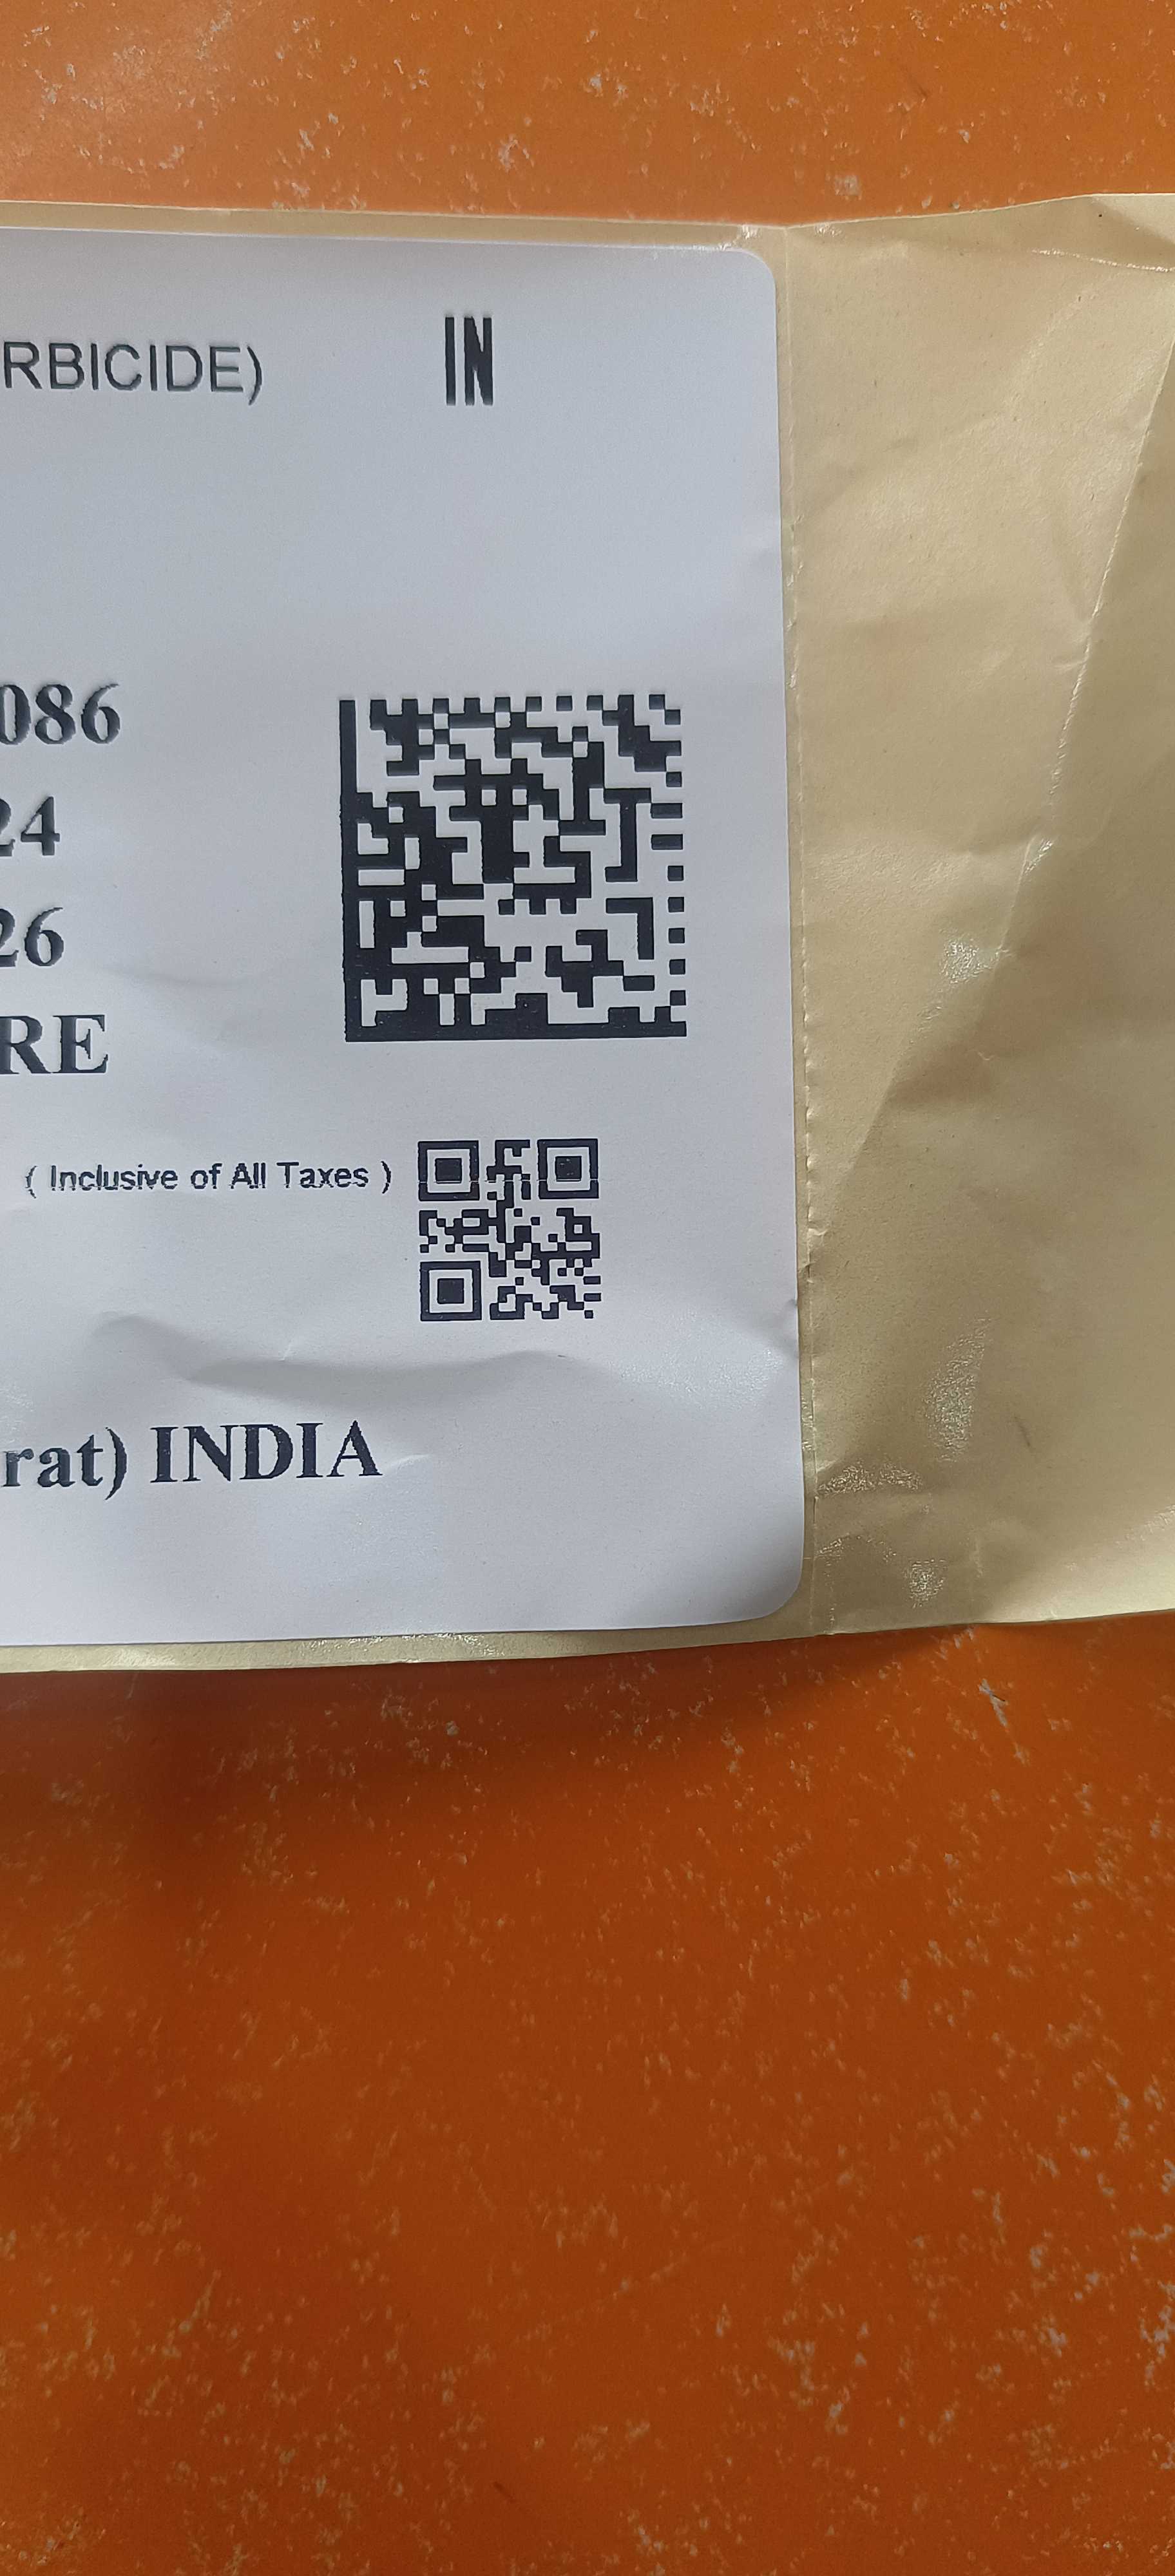 RBICIDE) IN
086
24
26
RE
( Inclusive of All Taxes )
rat) INDIA